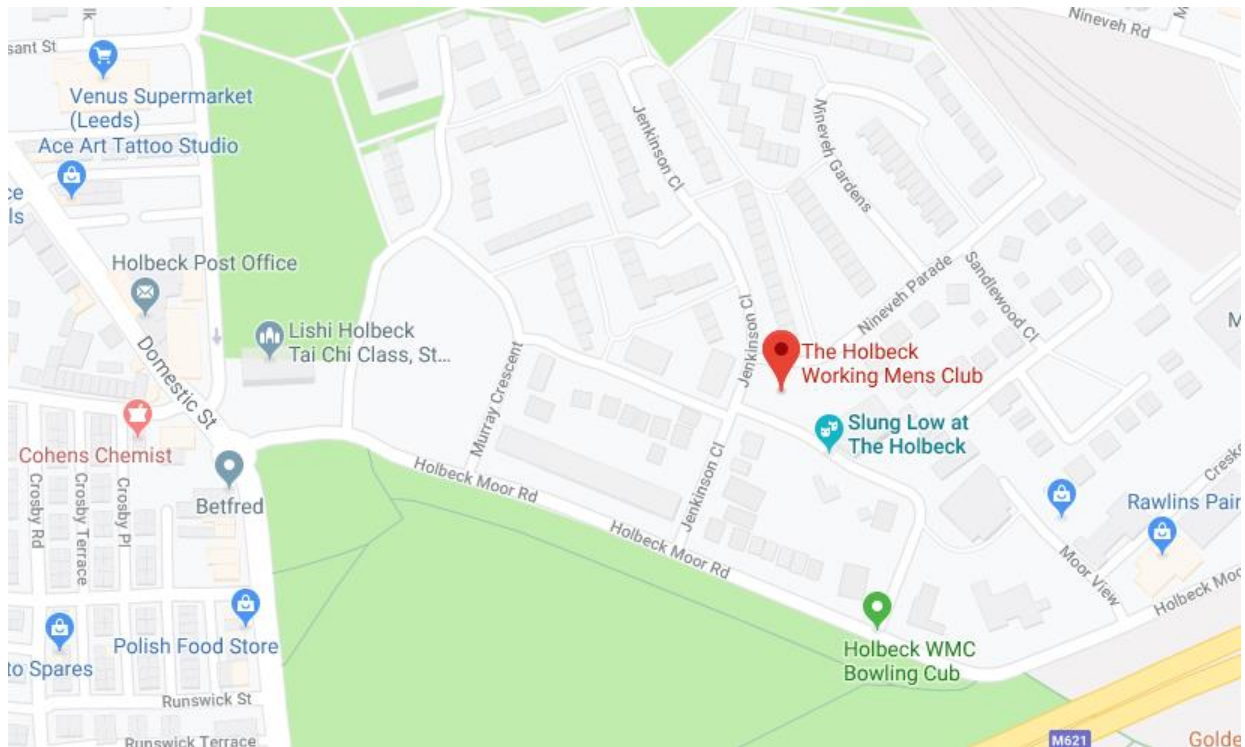 lk
sant St
Nineveh Rd
Venus Supermarket
(Leeds)
Ace Art Tattoo Studio
ce
ls
Jenkinson Cl
Nineveh Gardens
Holbeck Post Office
Lishi Holbeck
Tai Chi Class, St...
Domestic St
Sandlewood Cl
Nineveh Parade
Jenkinson Cl
The Holbeck
Working Mens Club
M
Murray Crescent
Slung Low at
The Holbeck
Cohens Chemist
Betfred
Holbeck Moor Rd
Jenkinson Cl
Holbeck Moor Rd
Crosby Rd
Crosby Terrace
Crosby Pl
Rawlins Pair
Moor View
Holbeck Moo
Polish Food Store
to Spares
Holbeck WMC
Bowling Cub
Runswick St
Runswick Terrace
M621
Golde